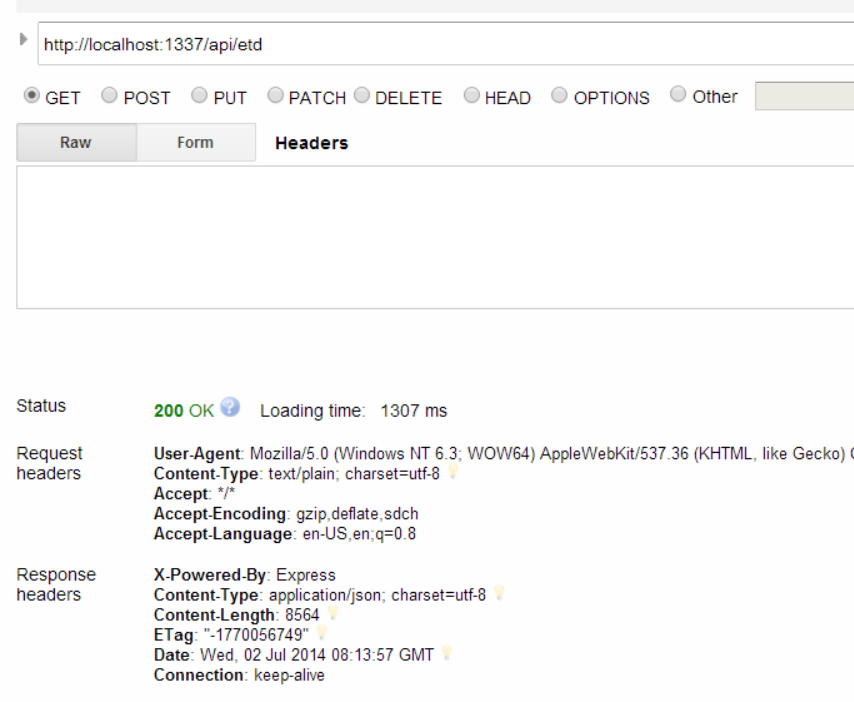 http://localhost:1337/api/etd
GET POST PUT PATCH DELETE HEAD OPTIONS Other
Raw Form Headers
Status 200 OK Loading time: 1307 ms
Request headers
User-Agent: Mozilla/5.0 (Windows NT 6.3; WOW64) AppleWebKit/537.36 (KHTML, like Gecko)
Content-Type: text/plain; charset=utf-8
Accept: */*
Accept-Encoding: gzip,deflate,sdch
Accept-Language: en-US,en;q=0.8
Response headers
X-Powered-By: Express
Content-Type: application/json; charset=utf-8
Content-Length: 8564
ETag: "-1770056749"
Date: Wed, 02 Jul 2014 08:13:57 GMT
Connection: keep-alive